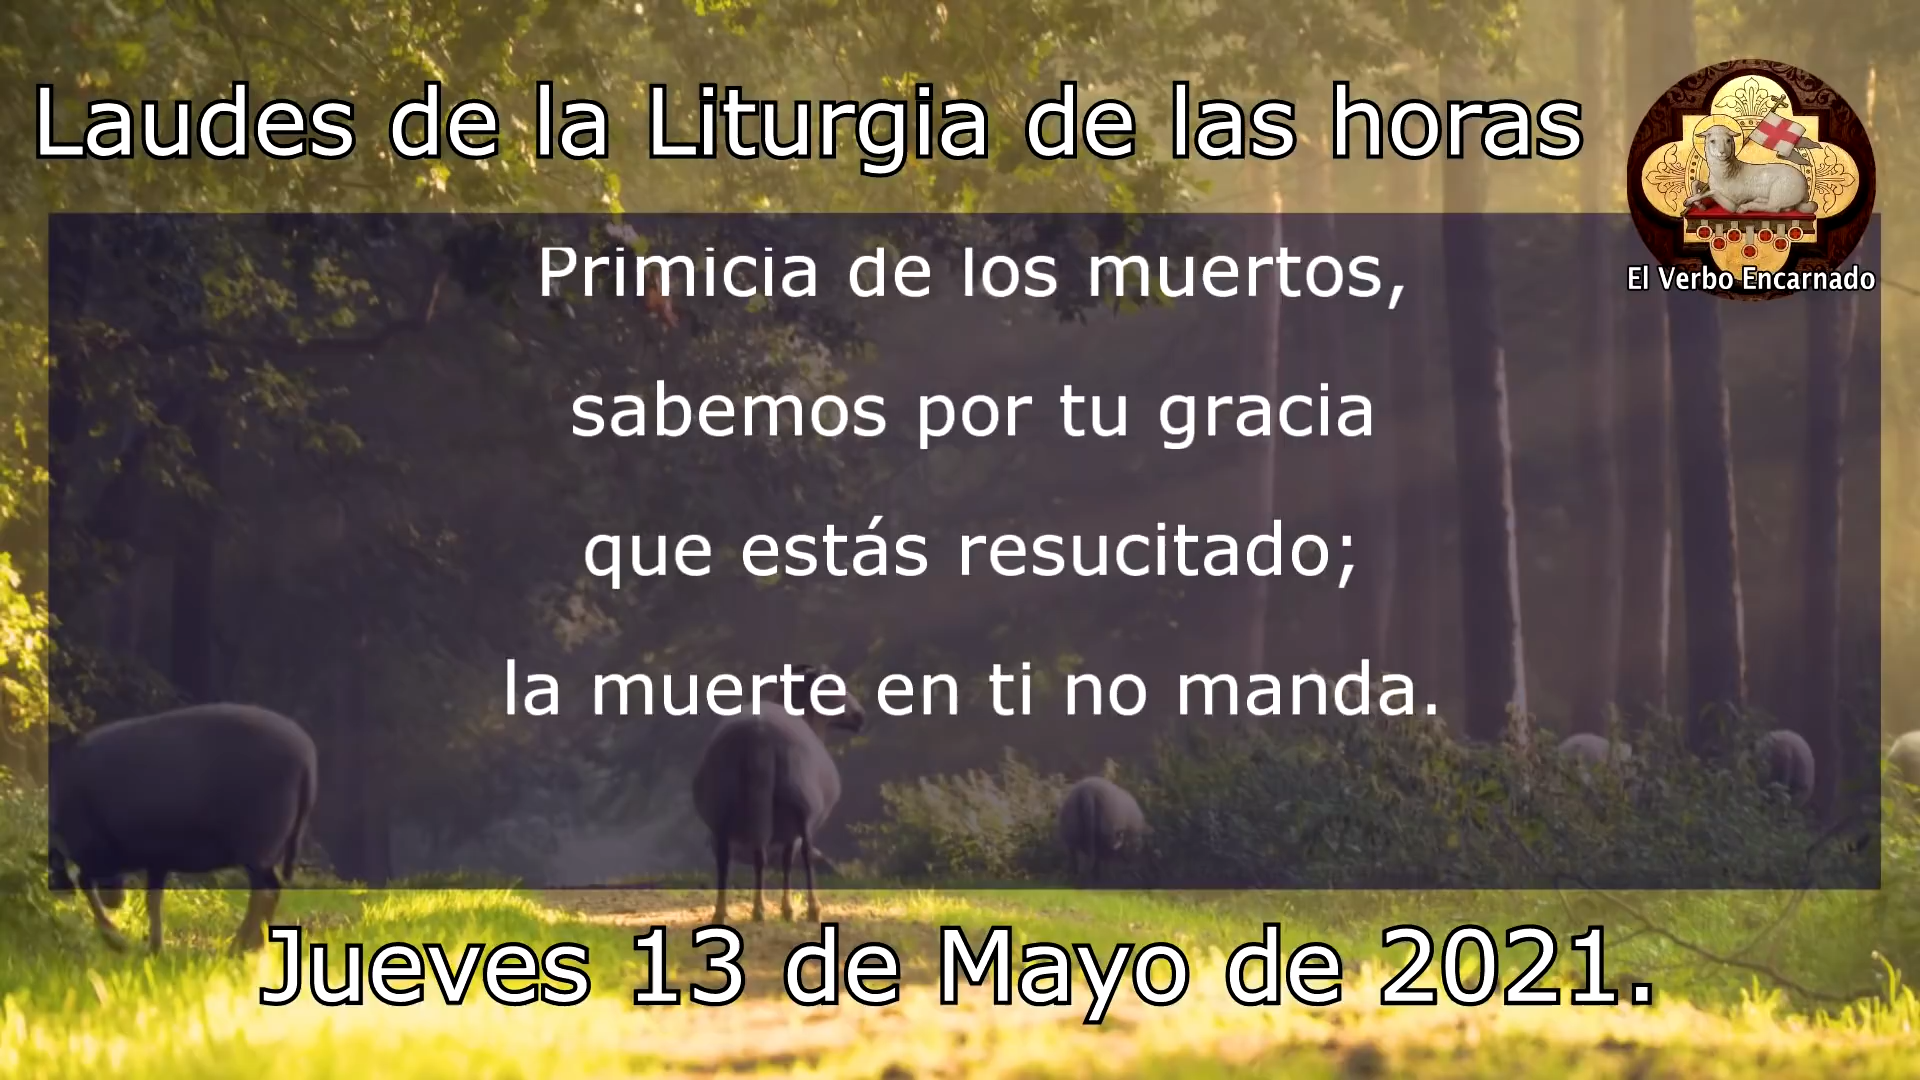 Laudes de la Liturgia de las horas
El Verbo Encarnado
Primicia de los muertos,
sabemos por tu gracia
que estás resucitado;
la muerte en ti no manda.
Jueves 13 de Mayo de 2021.